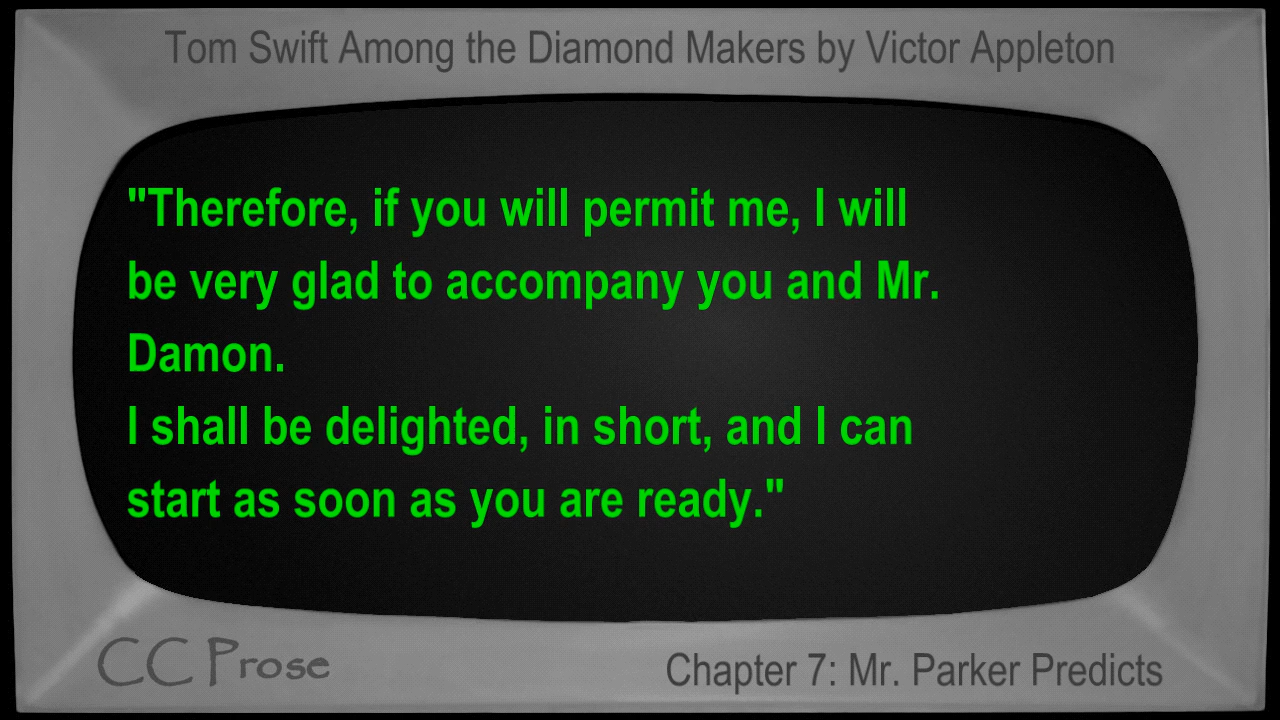 Tom Swift Among the Diamond Makers by Victor Appleton
"Therefore, if you will permit me, I will
be very glad to accompany you and Mr.
Damon.
I shall be delighted, in short, and I can
start as soon as you are ready."
CC Prose
Chapter 7: Mr. Parker Predicts